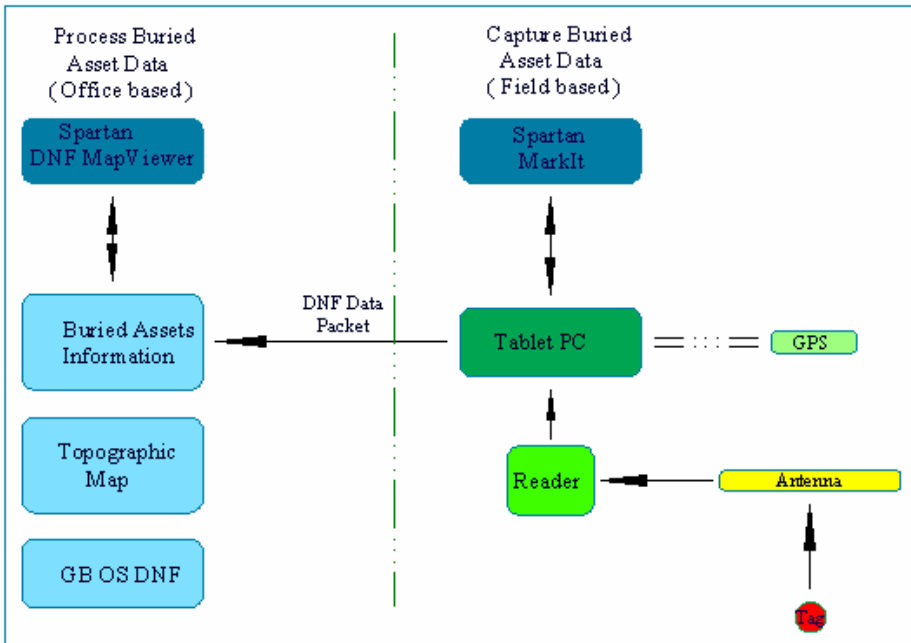 Process Buried
Asset Data
( Office based )
Spartan
DNF MapViewer
Buried Assets
Information
Topographic
Map
GB OS DNF
DNF Data
Packet
Capture Buried
Asset Data
( Field based )
Spartan
MarkIt
Tablet PC
GPS
Reader
Antenna
Tag